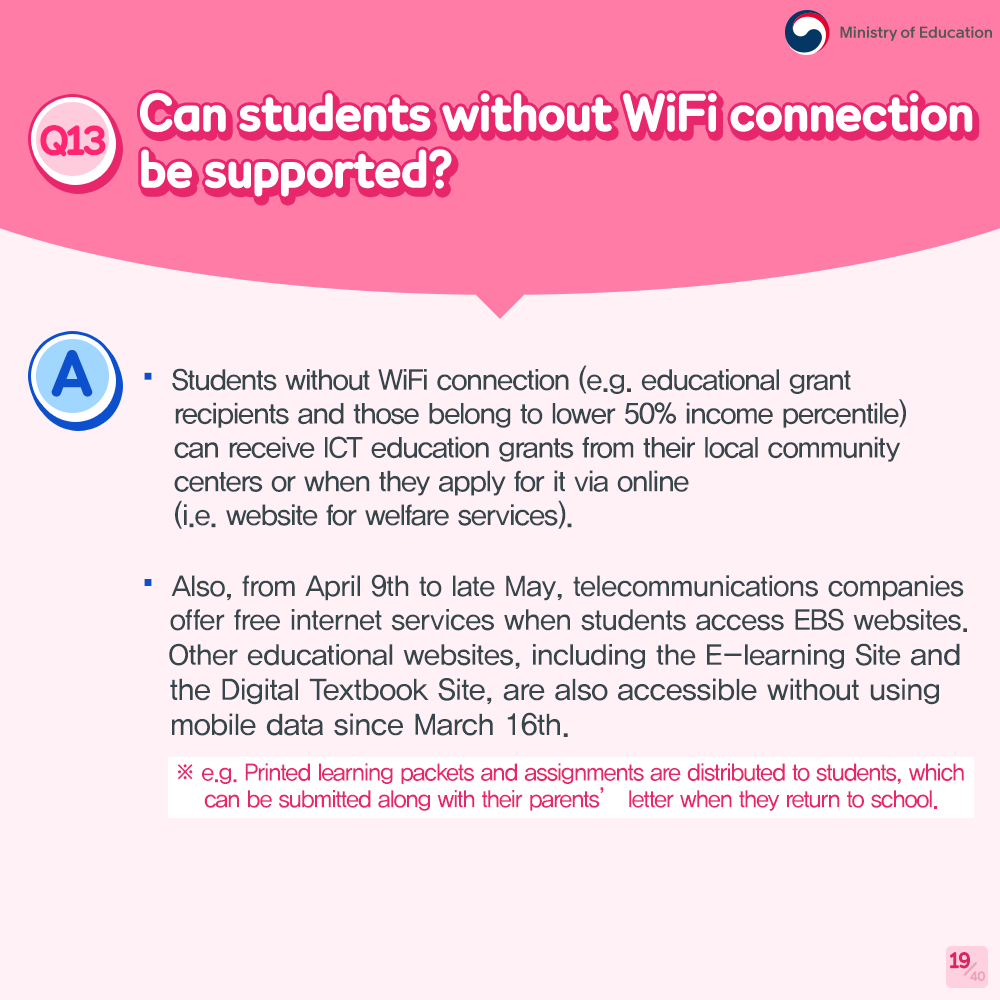 Ministry of Education
Q13
Can students without WiFi connection
be supported?
A
▪ Students without WiFi connection (e.g. educational grant
recipients and those belong to lower 50% income percentile)
can receive ICT education grants from their local community
centers or when they apply for it via online
(i.e. website for welfare services).
▪ Also, from April 9th to late May, telecommunications companies
offer free internet services when students access EBS websites.
Other educational websites, including the E-learning Site and
the Digital Textbook Site, are also accessible without using
mobile data since March 16th.
※ e.g. Printed learning packets and assignments are distributed to students, which
can be submitted along with their parents’ letter when they return to school.
19/40